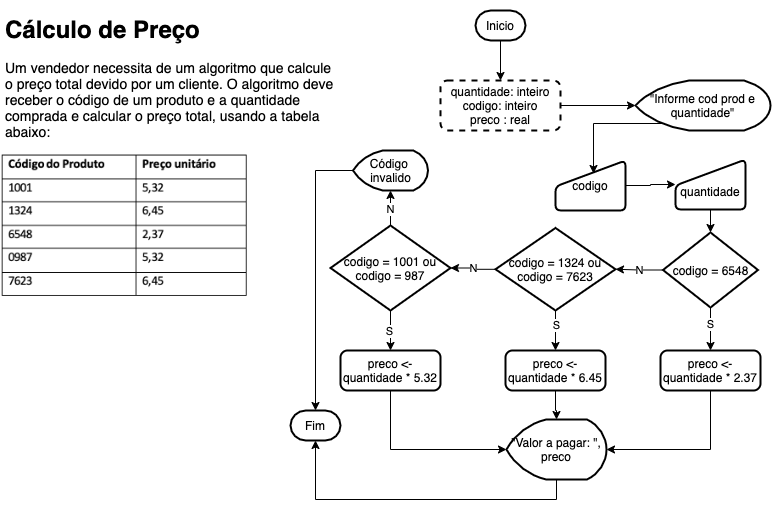 Cálculo de Preço
Um vendedor necessita de um algoritmo que calcule
o preço total devido por um cliente. O algoritmo deve
receber o código de um produto e a quantidade
comprada e calcular o preço total, usando a tabela
abaixo:
Código do Produto Preço unitário
1001 5,32
1324 6,45
6548 2,37
0987 5,32
7623 6,45
Inicio
quantidade: inteiro
codigo: inteiro
preco : real
"Informe cod prod e
quantidade"
codigo
quantidade
codigo = 6548
N
S
codigo = 1324 ou
codigo = 7623
N
S
codigo = 1001 ou
codigo = 987
N
S
Código
invalido
preco <-
quantidade * 5.32
preco <-
quantidade * 6.45
preco <-
quantidade * 2.37
"Valor a pagar: ",
preco
Fim